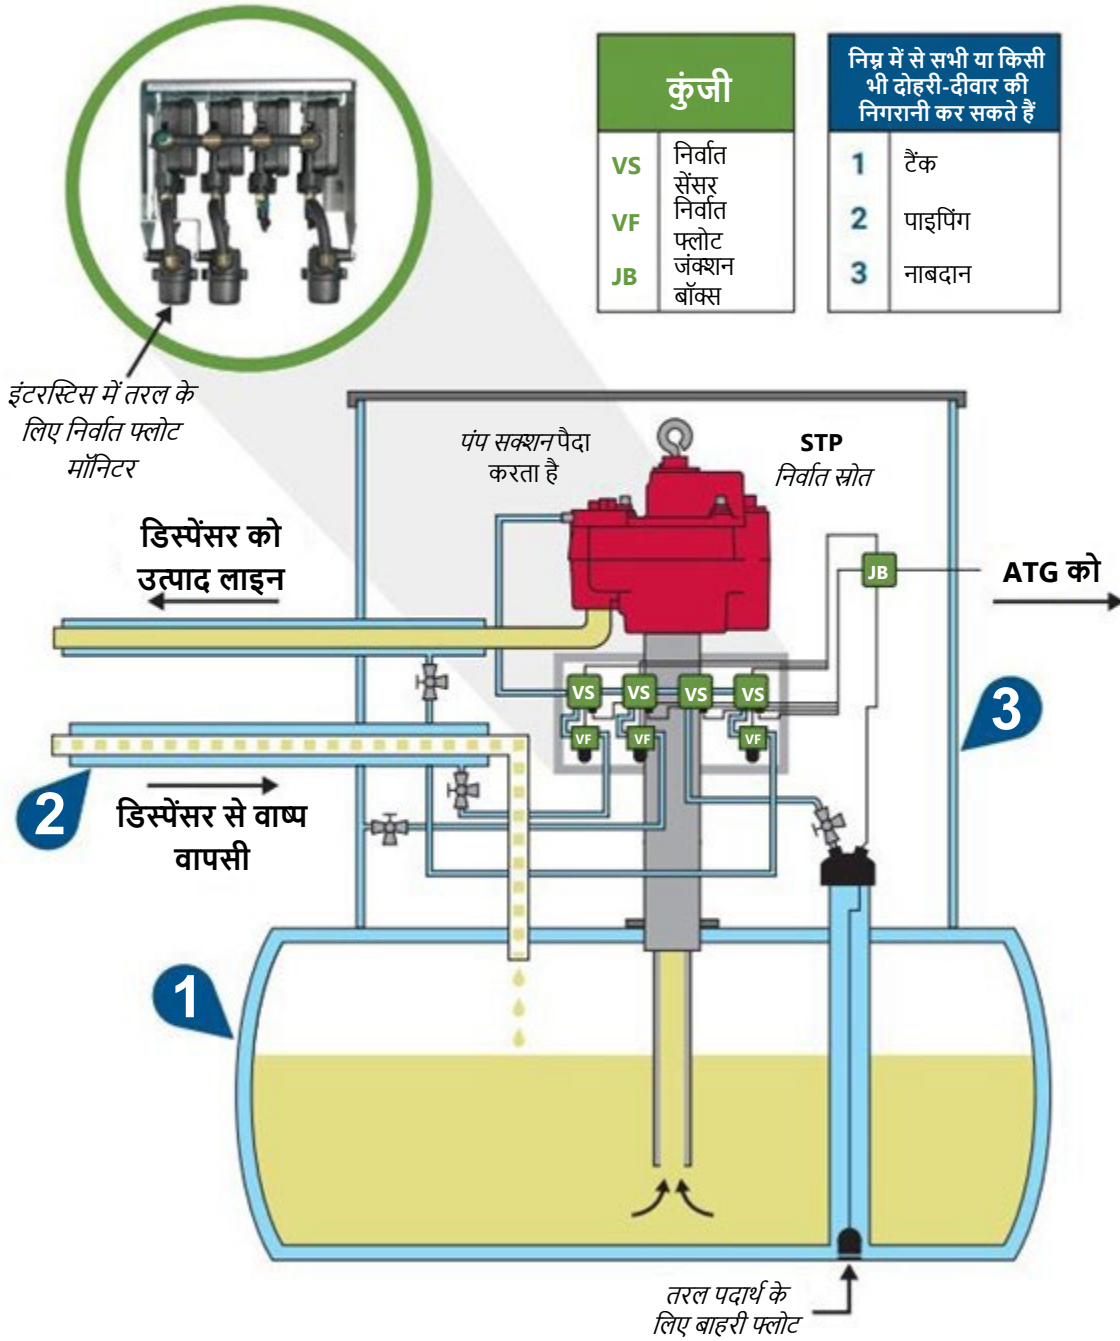 कुंजी
VS
निर्वात
सेंसर
VF
निर्वात
फ्लोट
JB
जंक्शन
बॉक्स
निम्न में से सभी या किसी
भी दोहरी-दीवार की
निगरानी कर सकते हैं
1 टैंक
2 पाइपिंग
3 नाबदान
इंटरस्टिस में तरल के
लिए निर्वात फ्लोट
मॉनिटर
पंप सक्शन पैदा
करता है
STP
निर्वात स्रोत
डिस्पेंसर को
उत्पाद लाइन
JB
ATG को
VS VS VS VS
VF VF VF
3
2
डिस्पेंसर से वाष्प
वापसी
1
तरल पदार्थ के
लिए बाहरी फ्लोट